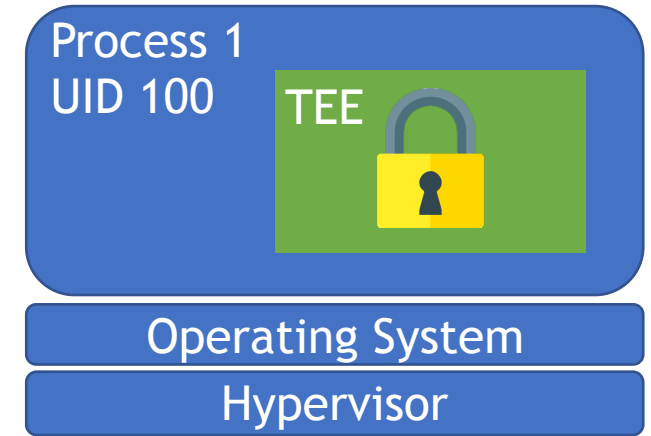 Process 1
UID 100
TEE
Operating System
Hypervisor